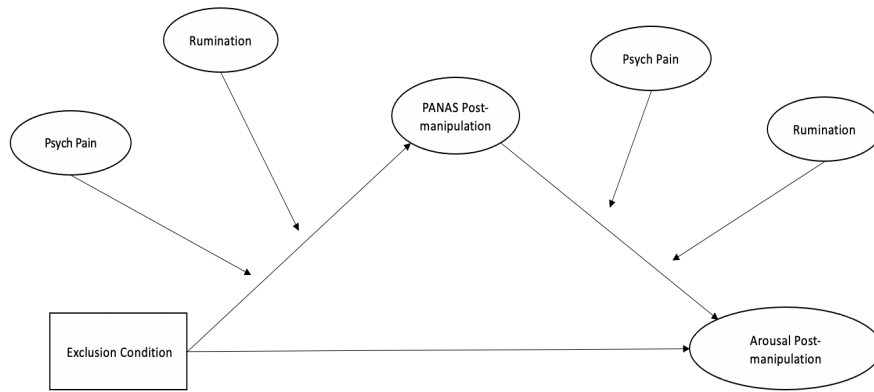 Rumination
Psych Pain
PANAS Post-
manipulation
Psych Pain
Rumination
Exclusion Condition
Arousal Post-
manipulation